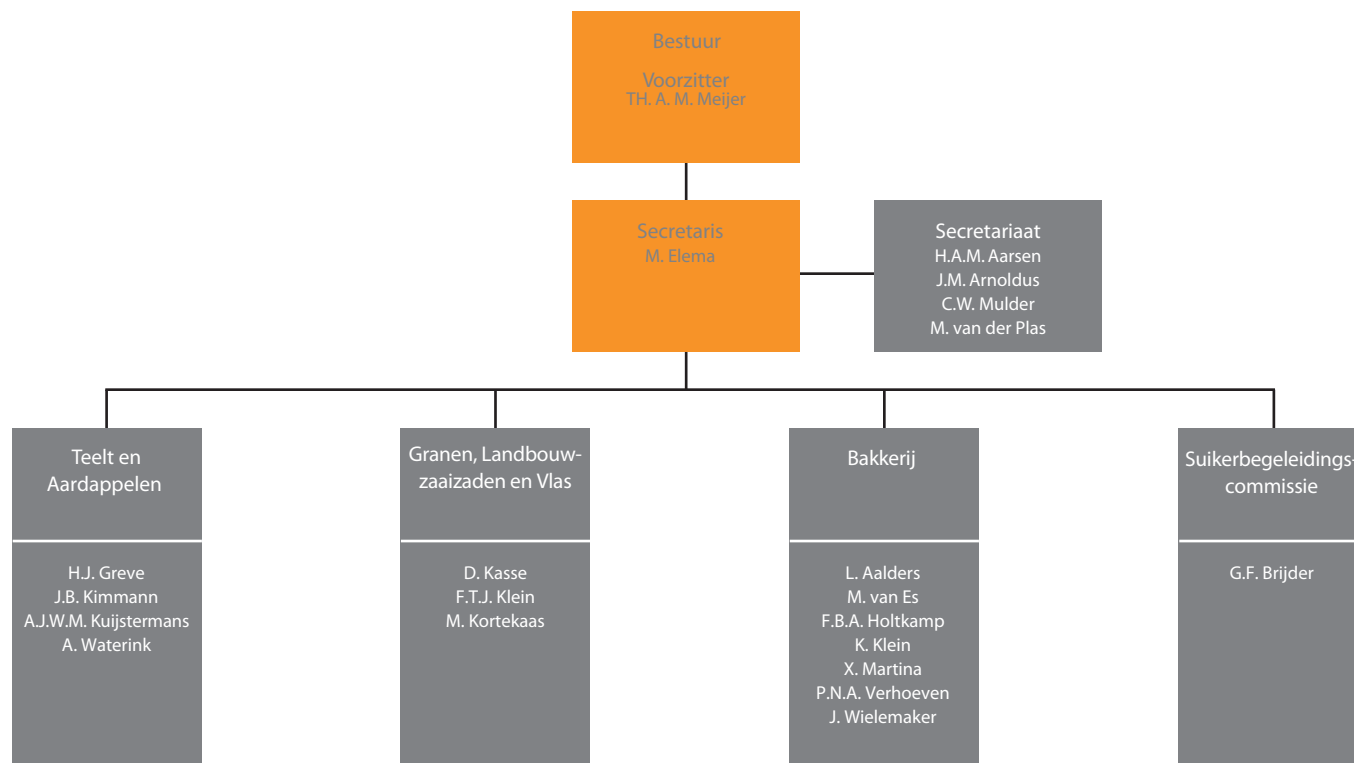 Bestuur
Voorzitter
TH. A. M. Meijer
Secretaris
M. Elema
Secretariaat
H.A.M. Aarsen
J.M. Arnoldus
C.W. Mulder
M. van der Plas
Teelt en
Aardappelen
H.J. Greve
J.B. Kimmann
A.J.W.M. Kuijstermans
A. Waterink
Granen, Landbouw-
zaaizaden en Vlas
D. Kasse
F.T.J. Klein
M. Kortekaas
Bakkerij
L. Aalders
M. van Es
F.B.A. Holtkamp
K. Klein
X. Martina
P.N.A. Verhoeven
J. Wielemaker
Suikerbegeleidings-
commissie
G.F. Brijder